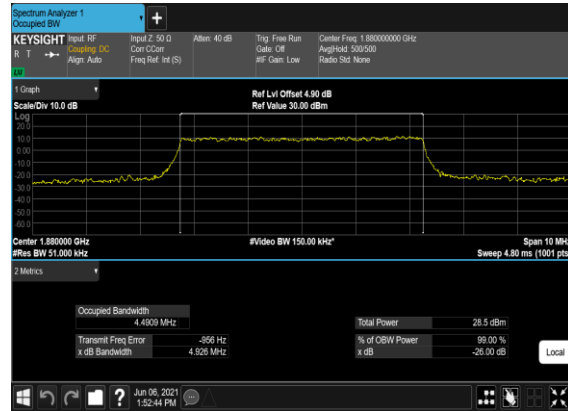 Spectrum Analyzer 1
Occupied BW
KEYSIGHT Input: RF Input Z: 50 Ω Atten: 40 dB Trig: Free Run Center Freq: 1.880000000 GHz
R T Coupling: DC Corr CCorr Gate: Off Avg|Hold: 500/500
Align: Auto Freq Ref: Int (S) #IF Gain: Low Radio Std: None
1 Graph
Ref Lvl Offset 4.90 dB
Scale/Div 10.0 dB Ref Value 30.00 dBm
Log
20.0
10.0
0.00
-10.0
-20.0
-30.0
-40.0
-50.0
-60.0
Center 1.880000 GHz #Video BW 150.00 kHz* Span 10 MHz
#Res BW 51.000 kHz Sweep 4.80 ms (1001 pts
2 Metrics
Occupied Bandwidth
4.4909 MHz Total Power 28.5 dBm
Transmit Freq Error -956 Hz % of OBW Power 99.00 %
x dB Bandwidth 4.926 MHz x dB -26.00 dB
Local
Jun 06, 2021
1:52:44 PM